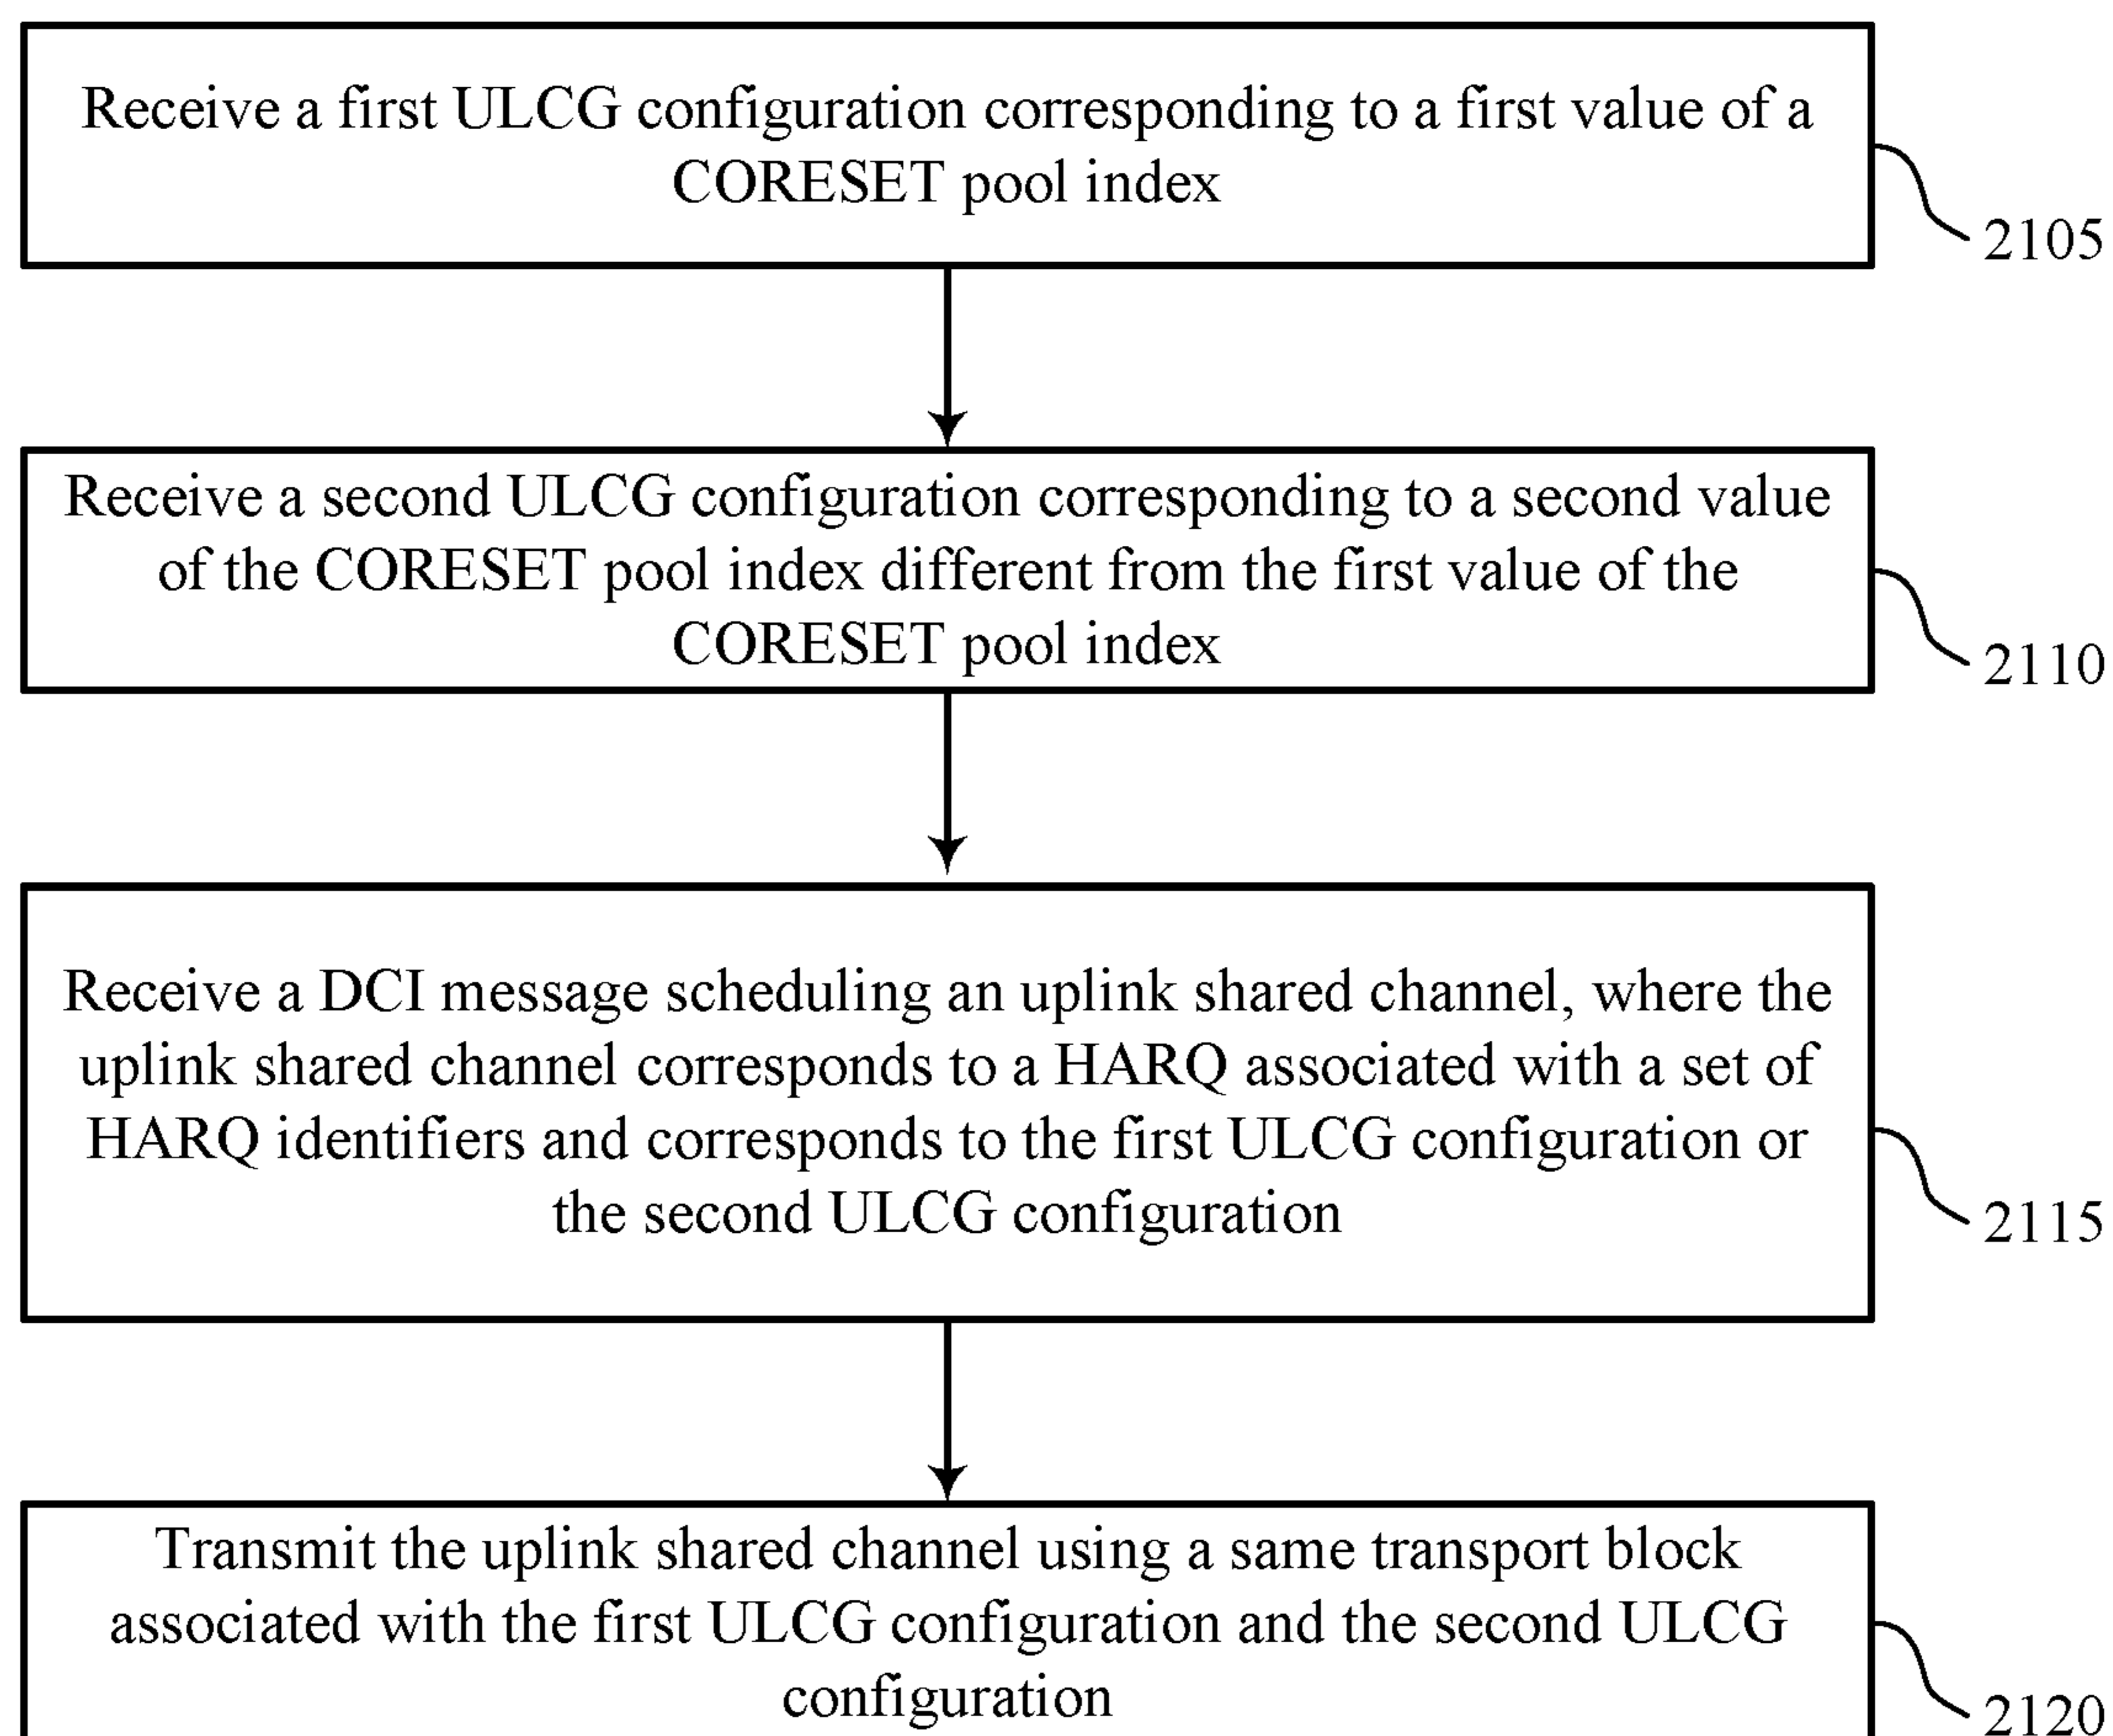 Receive a first ULCG configuration corresponding to a first value of a
CORESET pool index
2105
Receive a second ULCG configuration corresponding to a second value
of the CORESET pool index different from the first value of the
CORESET pool index
2110
Receive a DCI message scheduling an uplink shared channel, where the
uplink shared channel corresponds to a HARQ associated with a set of
HARQ identifiers and corresponds to the first ULCG configuration or
the second ULCG configuration
2115
Transmit the uplink shared channel using a same transport block
associated with the first ULCG configuration and the second ULCG
configuration
2120